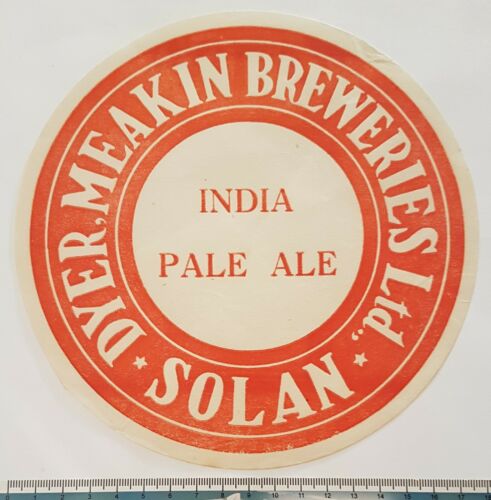 DYER, MEAKIN BREWERIES Ltd.,
SOLAN
INDIA
PALE ALE